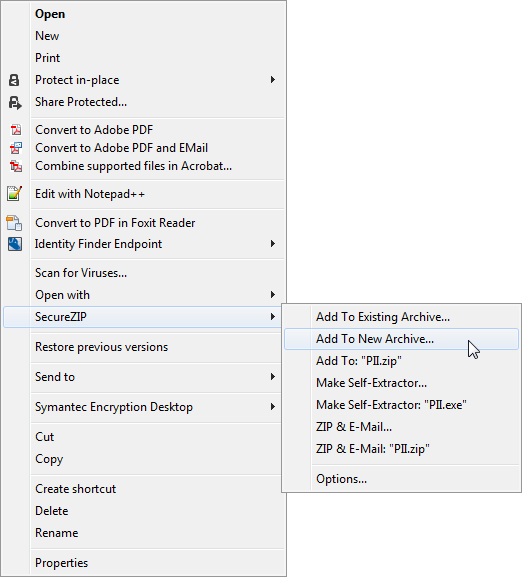 Open
New
Print
Protect in-place
Share Protected...
Convert to Adobe PDF
Convert to Adobe PDF and EMail
Combine supported files in Acrobat...
Edit with Notepad++
Convert to PDF in Foxit Reader
Identity Finder Endpoint
Scan for Viruses...
Open with
SecureZIP
Restore previous versions
Send to
Symantec Encryption Desktop
Cut
Copy
Create shortcut
Delete
Rename
Properties
Add To Existing Archive...
Add To New Archive...
Add To: "PII.zip"
Make Self-Extractor...
Make Self-Extractor: "PII.exe"
ZIP & E-Mail...
ZIP & E-Mail: "PII.zip"
Options...